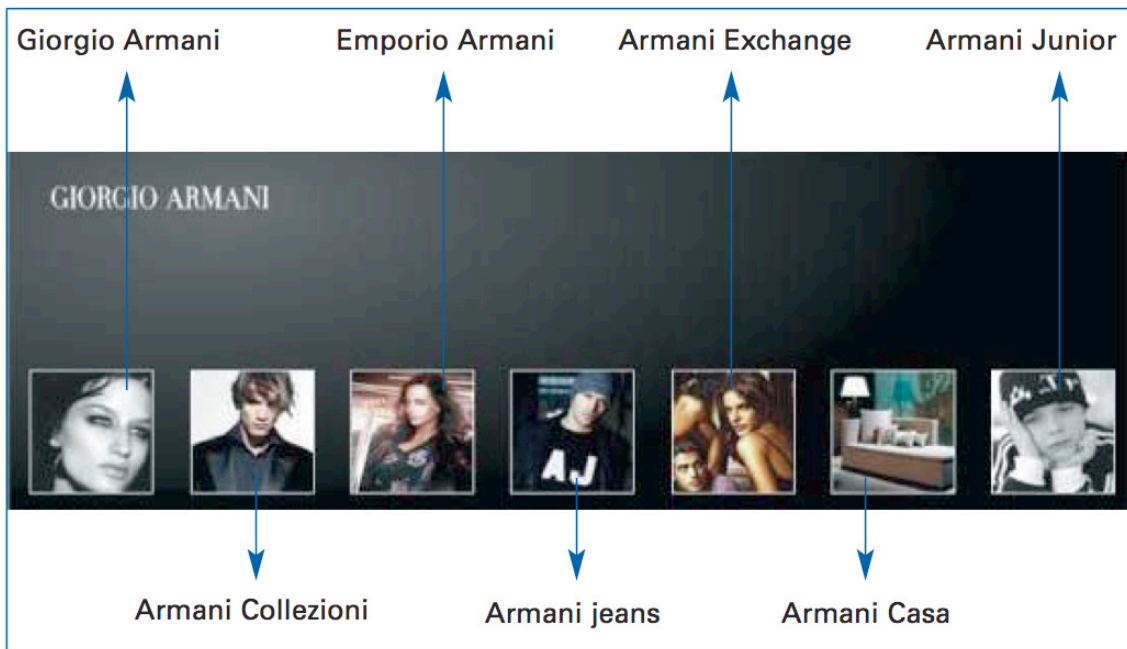 Giorgio Armani Emporio Armani Armani Exchange Armani Junior
GIORGIO ARMANI
AJ
Armani Collezioni Armani jeans Armani Casa